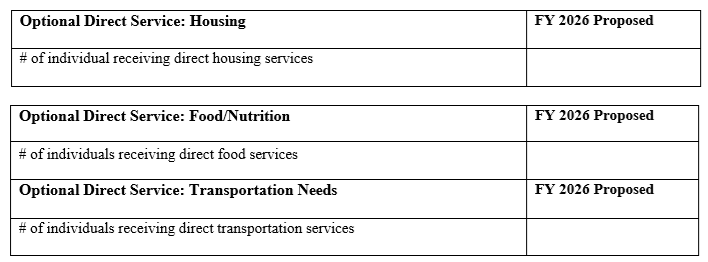 Optional Direct Service: Housing FY 2026 Proposed
# of individual receiving direct housing services
Optional Direct Service: Food/Nutrition FY 2026 Proposed
# of individuals receiving direct food services
Optional Direct Service: Transportation Needs FY 2026 Proposed
# of individuals receiving direct transportation services